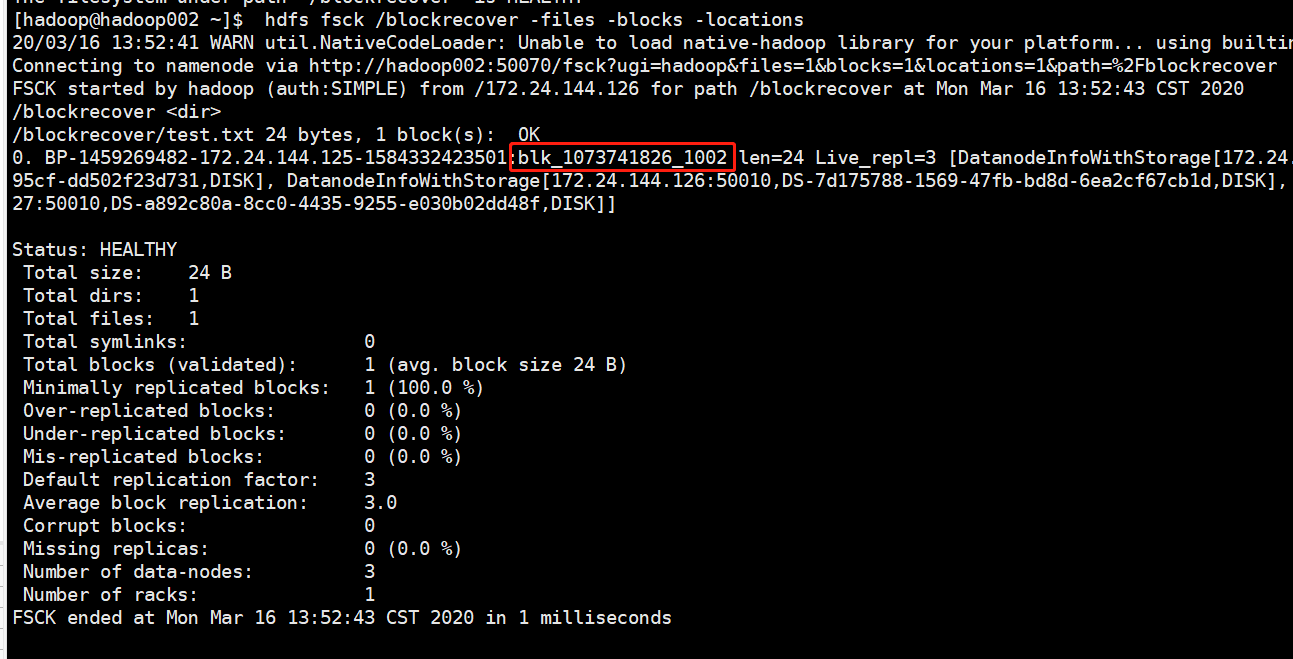 The filesystem under path '/blockrecover' is HEALTHY
[hadoop@hadoop002 ~]$  hdfs fsck /blockrecover -files -blocks -locations
20/03/16 13:52:41 WARN util.NativeCodeLoader: Unable to load native-hadoop library for your platform... using builtin
Connecting to namenode via http://hadoop002:50070/fsck?ugi=hadoop&files=1&blocks=1&locations=1&path=%2Fblockrecover
FSCK started by hadoop (auth:SIMPLE) from /172.24.144.126 for path /blockrecover at Mon Mar 16 13:52:43 CST 2020
/blockrecover <dir>
/blockrecover/test.txt 24 bytes, 1 block(s):  OK
0. BP-1459269482-172.24.144.125-1584332423501:blk_1073741826_1002 len=24 Live_repl=3 [DatanodeInfoWithStorage[172.24.
95cf-dd502f23d731,DISK], DatanodeInfoWithStorage[172.24.144.126:50010,DS-7d175788-1569-47fb-bd8d-6ea2cf67cb1d,DISK],
27:50010,DS-a892c80a-8cc0-4435-9255-e030b02dd48f,DISK]]
Status: HEALTHY
Total size:    24 B
Total dirs:    1
Total files:   1
Total symlinks:                0
Total blocks (validated):      1 (avg. block size 24 B)
Minimally replicated blocks:   1 (100.0 %)
Over-replicated blocks:        0 (0.0 %)
Under-replicated blocks:       0 (0.0 %)
Mis-replicated blocks:         0 (0.0 %)
Default replication factor:    3
Average block replication:     3.0
Corrupt blocks:                0
Missing replicas:              0 (0.0 %)
Number of data-nodes:          3
Number of racks:               1
FSCK ended at Mon Mar 16 13:52:43 CST 2020 in 1 milliseconds